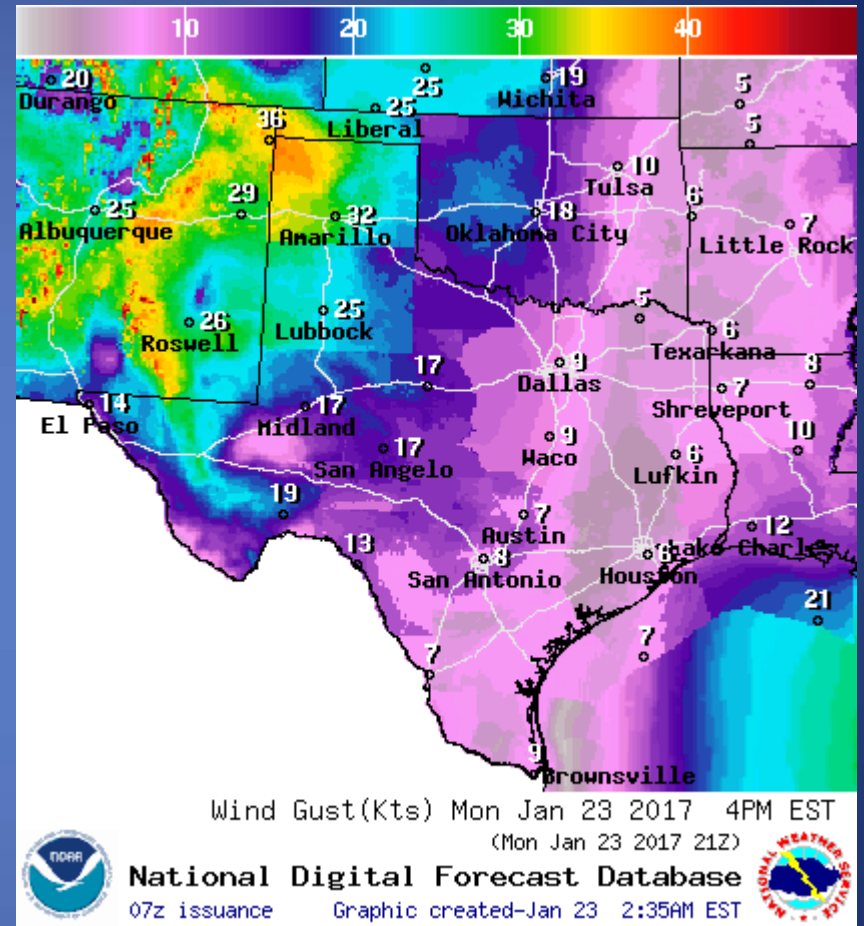 10 20 30 40
20 25 19 5
Durango 25 Wichita
36 Liberal 5
10
29 Tulsa
25 32 18 6 7
Albuquerque Amarillo Oklahoma City Little Rock
26 25 5
Roswell Lubbock 6
Texarkana
17 9 8
Dallas 7
14 17 Shreveport
El Paso Midland 9 10
17 Waco 6
San Angelo Lufkin
19 7 12
13 Austin Lake Charles
8 6
San Antonio Houston
21
7 7
9
Brownsville
Wind Gust(Kts) Mon Jan 23 2017 4PM EST
(Mon Jan 23 2017 21Z)
NOAA
National Digital Forecast Database
07z issuance Graphic created-Jan 23 2:35AM EST
NATIONAL WEATHER SERVICE